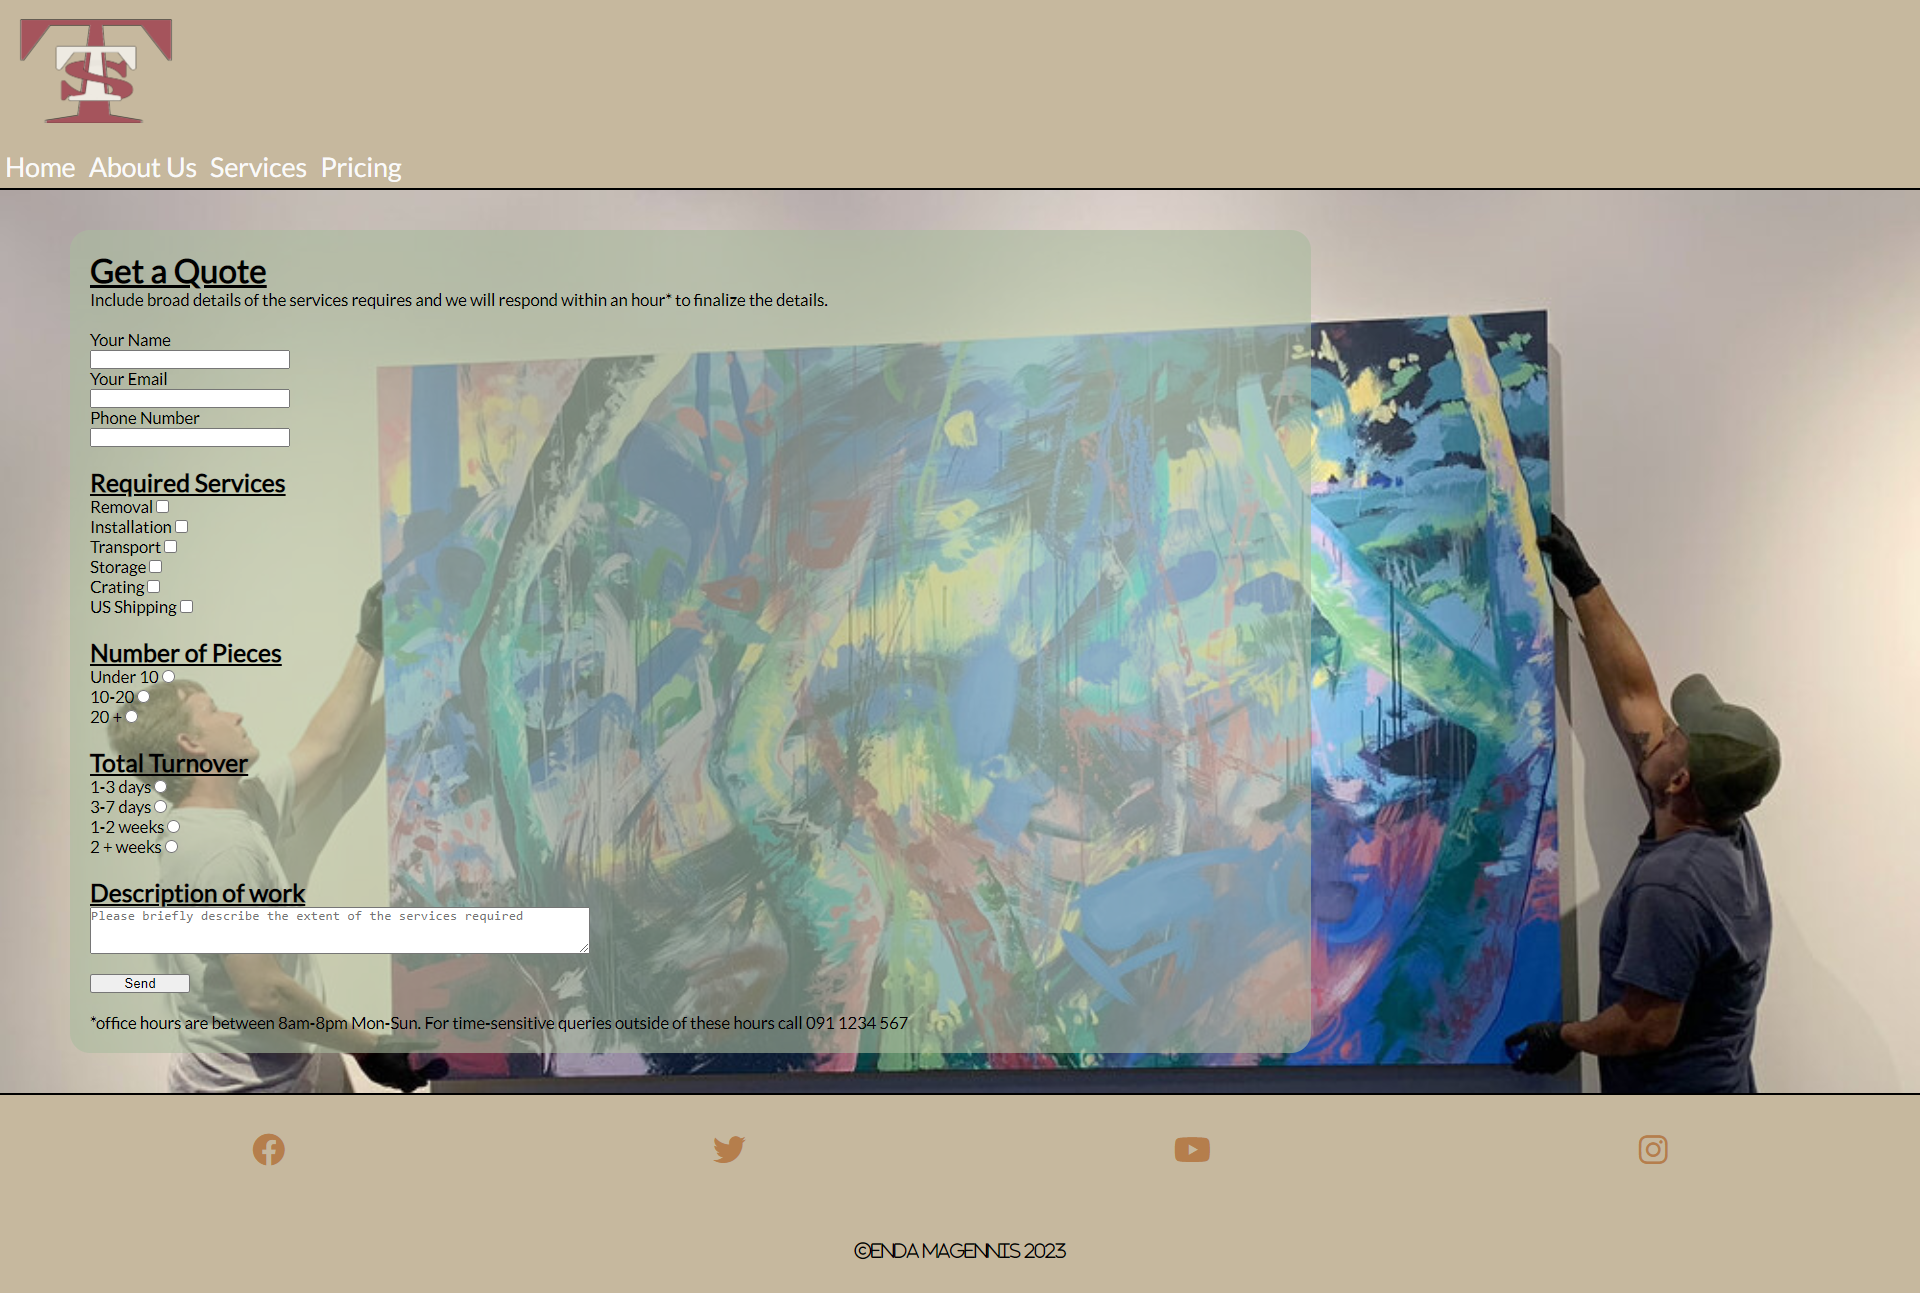 TTS
Home About Us Services Pricing
Get a Quote
Include broad details of the services requires and we will respond within an hour* to finalize the details.
Your Name
Your Email
Phone Number
Required Services
Removal
Installation
Transport
Storage
Crating
US Shipping
Number of Pieces
Under 10
10-20
20 +
Total Turnover
1-3 days
3-7 days
1-2 weeks
2 + weeks
Description of work
Please briefly describe the extent of the services required
Send
*office hours are between 8am-8pm Mon-Sun. For time-sensitive queries outside of these hours call 091 1234 567
©ENDA MAGENNIS 2023